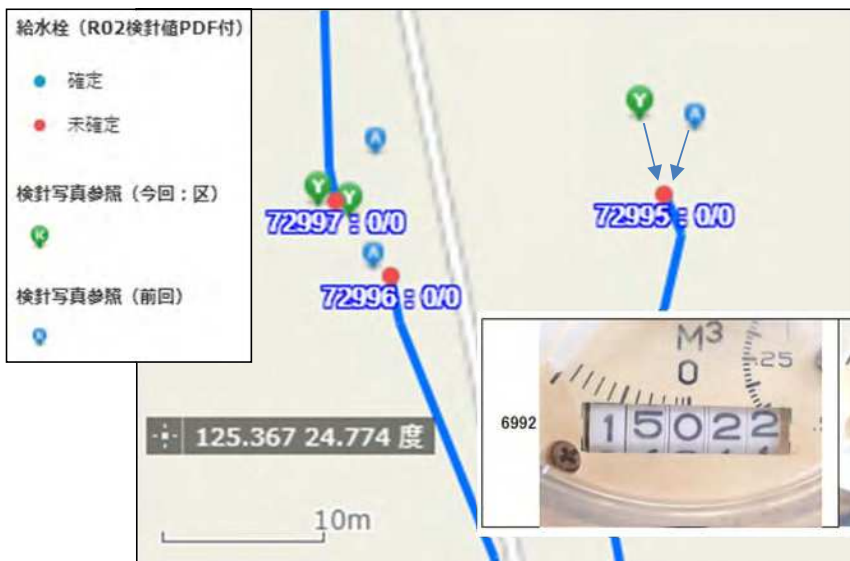 給水栓（R02検針値PDF付）
確定
未確定
検針写真参照（今回：区）
K
検針写真参照（前回）
A
Y
A
A
Y
Y
72997 : 0/0
72995 : 0/0
A
72996 : 0/0
125.367 24.774 度
10m
6992
M3
0
25
15022